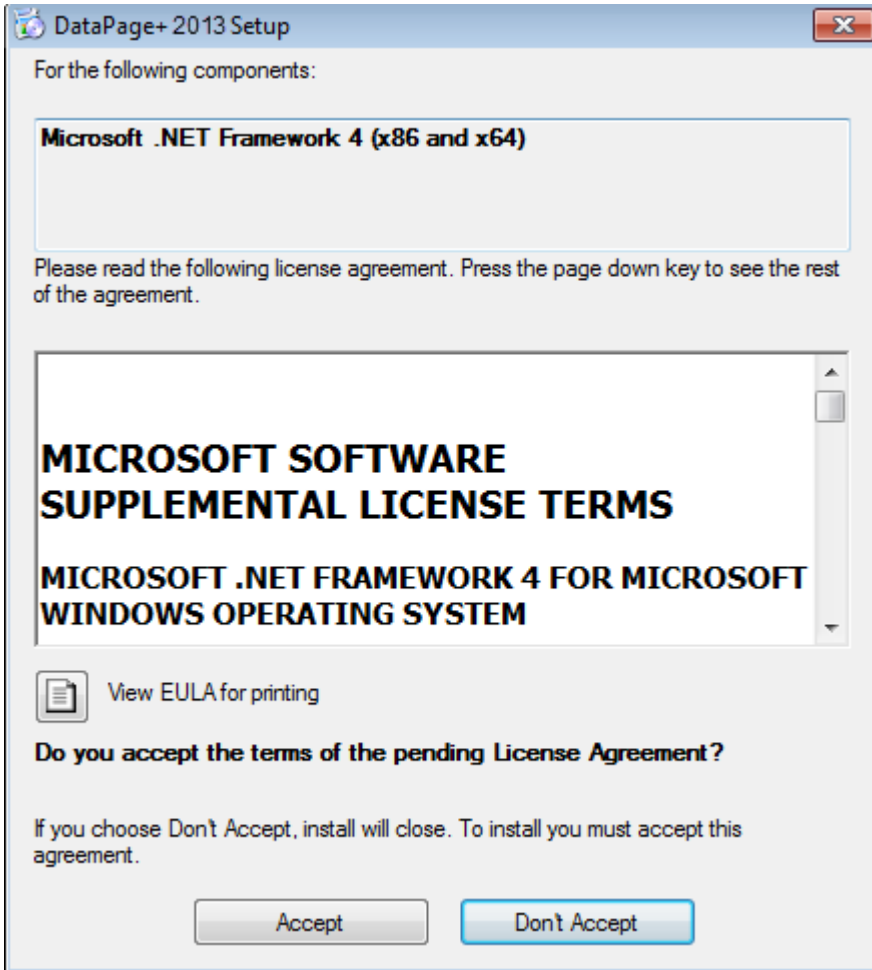 DataPage+ 2013 Setup
For the following components:
Microsoft .NET Framework 4 (x86 and x64)
Please read the following license agreement. Press the page down key to see the rest
of the agreement.
MICROSOFT SOFTWARE
SUPPLEMENTAL LICENSE TERMS
MICROSOFT .NET FRAMEWORK 4 FOR MICROSOFT
WINDOWS OPERATING SYSTEM
View EULA for printing
Do you accept the terms of the pending License Agreement?
If you choose Don't Accept, install will close. To install you must accept this
agreement.
Accept
Don't Accept